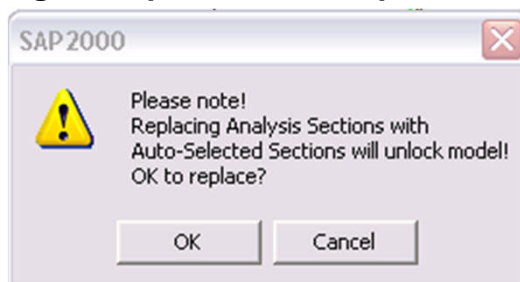 SAP2000
Please note!
Replacing Analysis Sections with
Auto-Selected Sections will unlock model!
OK to replace?
OK
Cancel